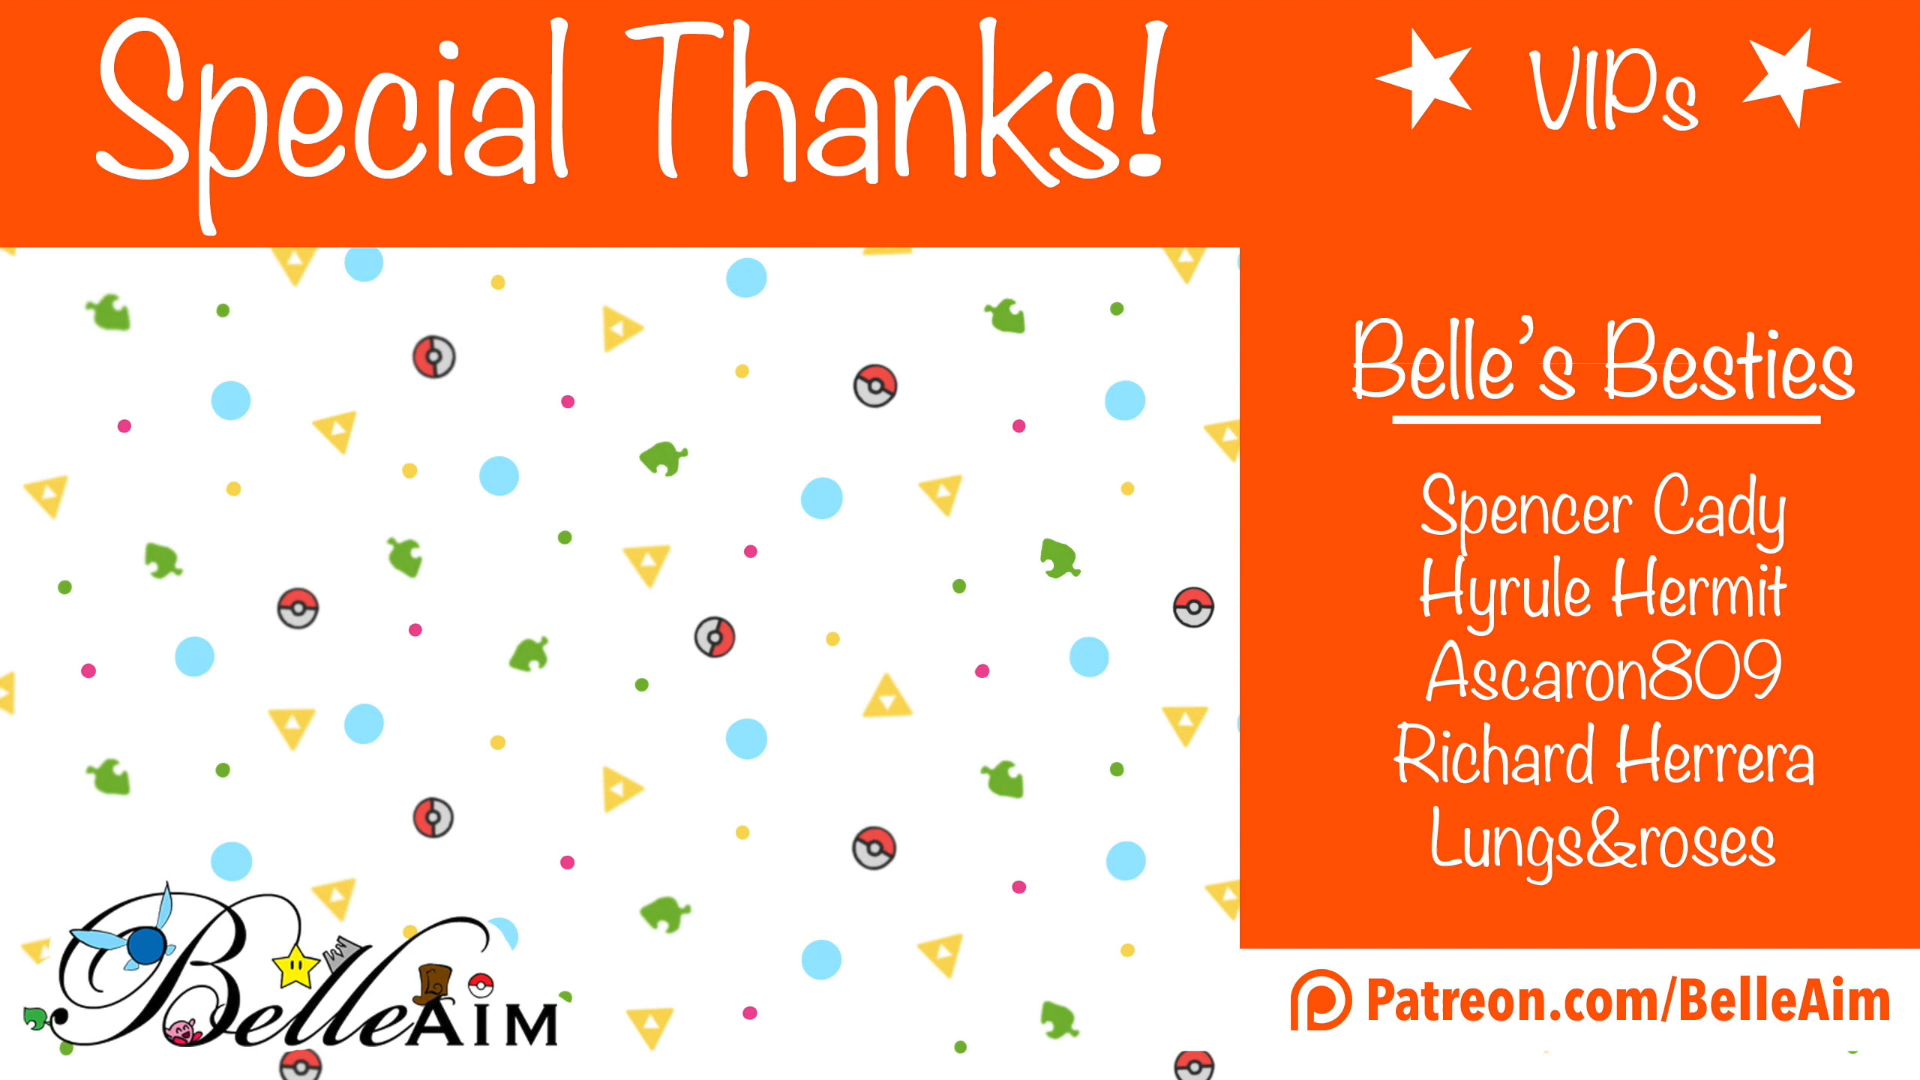 Special Thanks!
VIPs
Belle's Besties
Spencer Cady
Hyrule Hermit
Ascaron809
Richard Herrera
Lungs&roses
BelleAim
Patreon.com/BelleAim